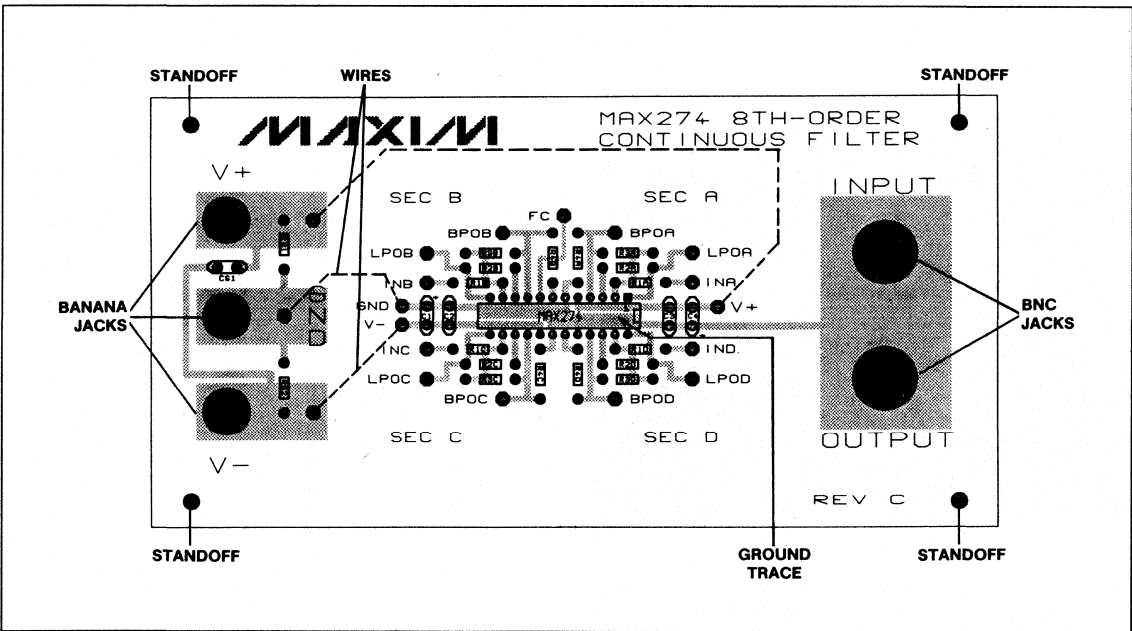 STANDOFF
WIRES
STANDOFF
MAXIM
MAX274 8TH-ORDER
CONTINUOUS FILTER
V+
SEC B
SEC A
INPUT
FC
BPOB
BPOA
LPOB
LPOA
INB
INA
CG1
GND
BANANA
JACKS
GND
V+
MAX274
V-
BNC
JACKS
INC
IND.
LPOC
LPOD
BPOC
BPOD
SEC C
SEC D
OUTPUT
V-
REV C
STANDOFF
GROUND
TRACE
STANDOFF